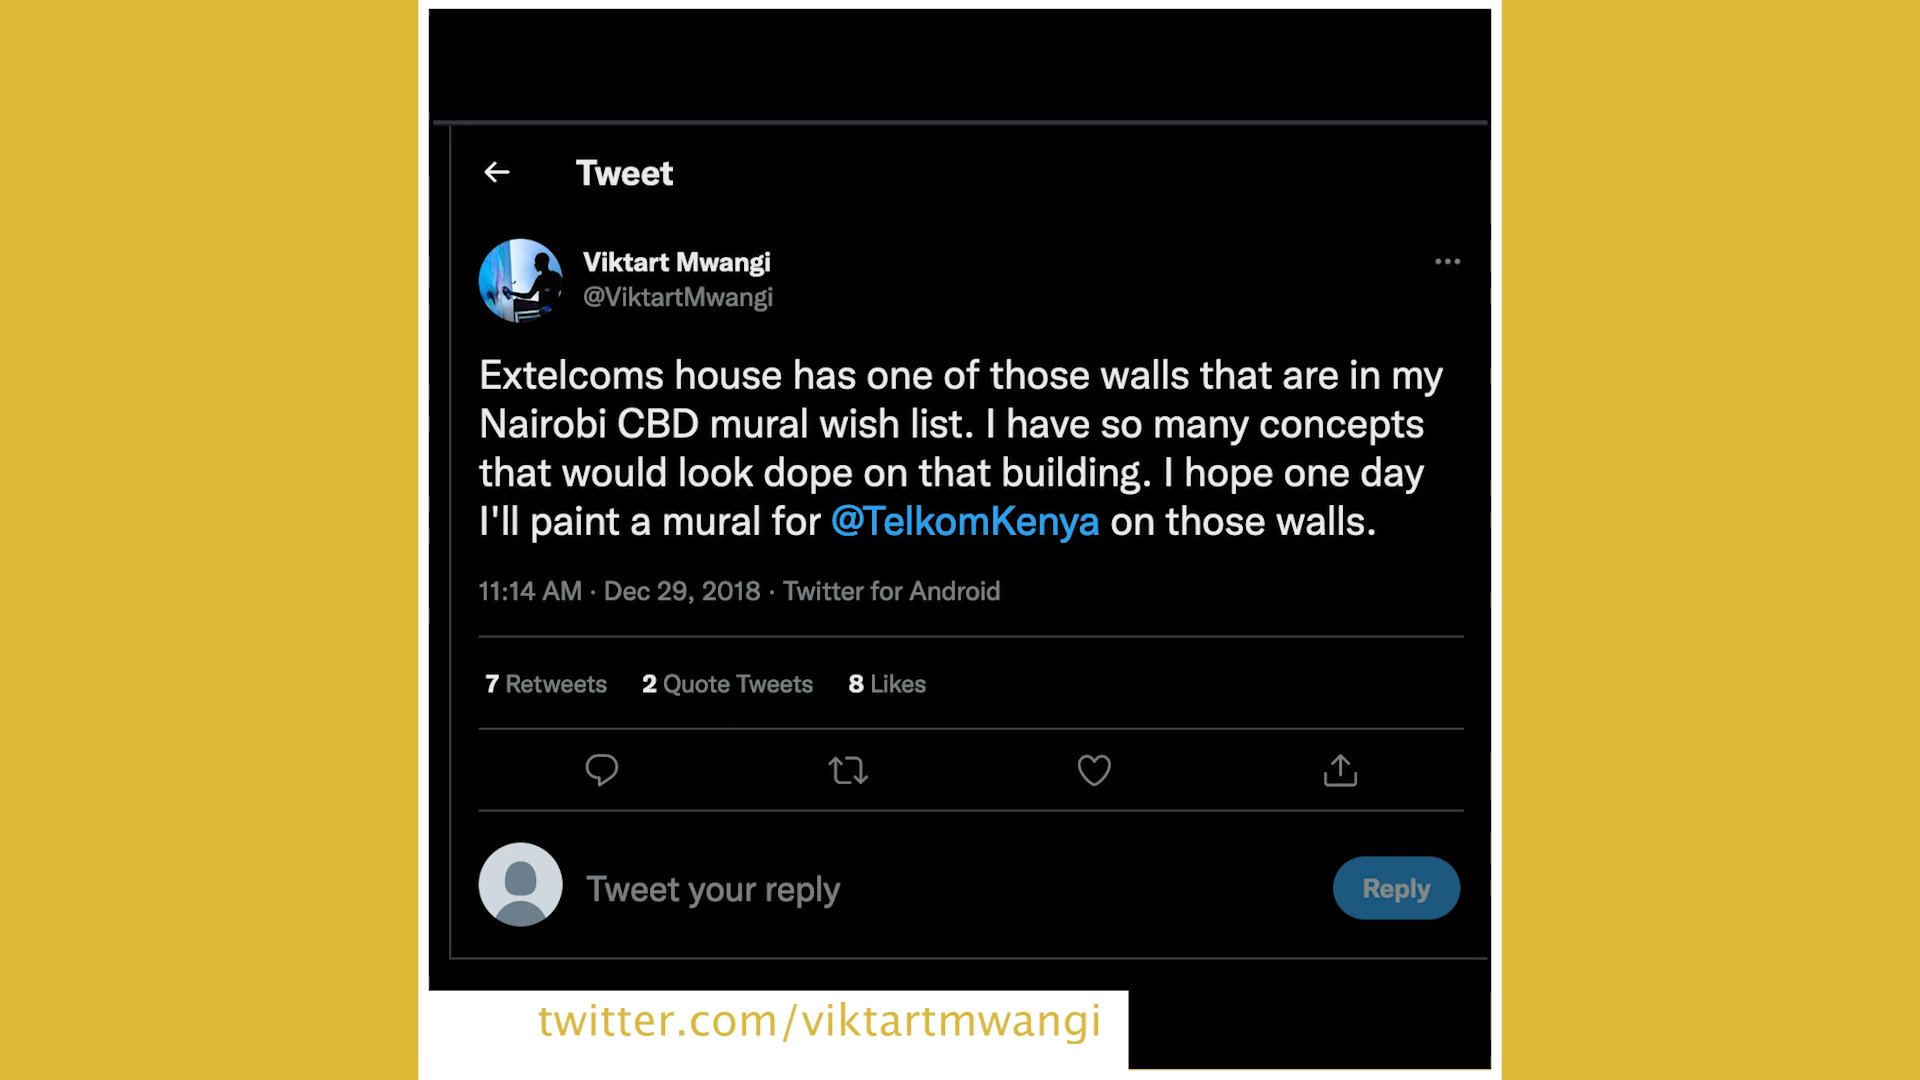 Tweet
Viktart Mwangi
@ViktartMwangi
Extelcoms house has one of those walls that are in my
Nairobi CBD mural wish list. I have so many concepts
that would look dope on that building. I hope one day
I'll paint a mural for @TelkomKenya on those walls.
11:14 AM · Dec 29, 2018 · Twitter for Android
7 Retweets 2 Quote Tweets 8 Likes
Tweet your reply
Reply
twitter.com/viktartmwangi